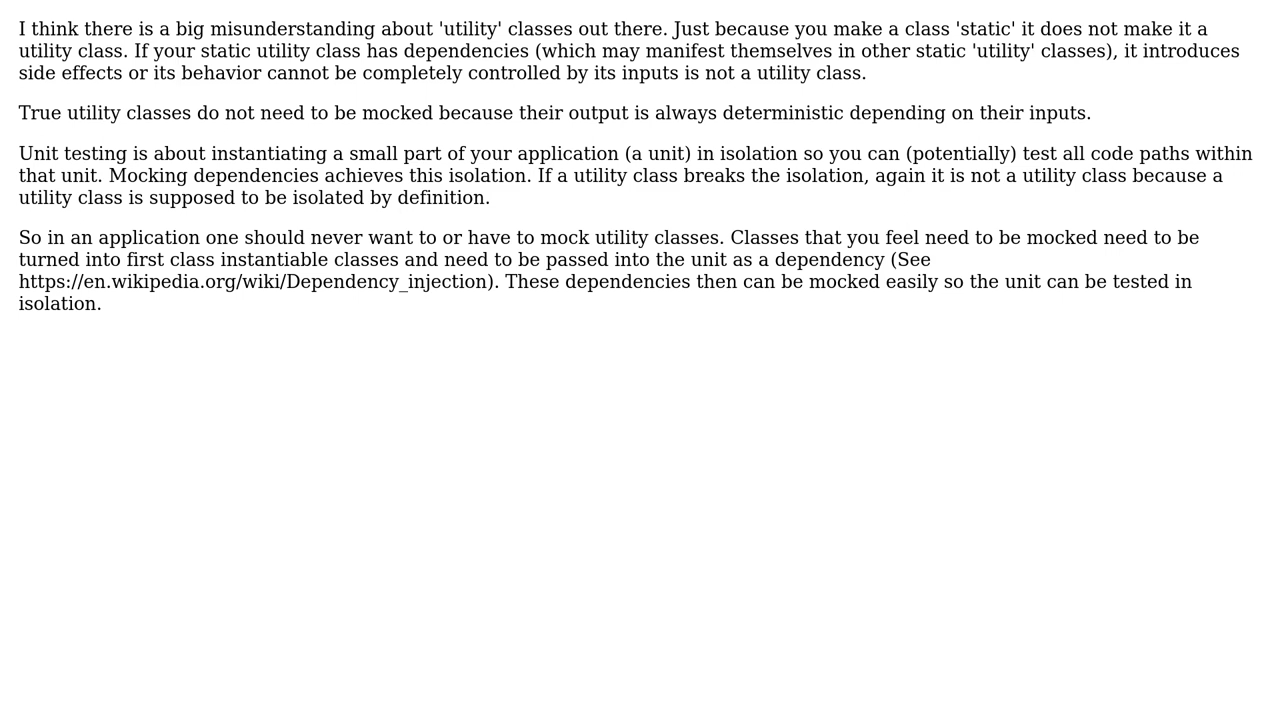 I think there is a big misunderstanding about 'utility' classes out there. Just because you make a class 'static' it does not make it a
utility class. If your static utility class has dependencies (which may manifest themselves in other static 'utility' classes), it introduces
side effects or its behavior cannot be completely controlled by its inputs is not a utility class.
True utility classes do not need to be mocked because their output is always deterministic depending on their inputs.
Unit testing is about instantiating a small part of your application (a unit) in isolation so you can (potentially) test all code paths within
that unit. Mocking dependencies achieves this isolation. If a utility class breaks the isolation, again it is not a utility class because a
utility class is supposed to be isolated by definition.
So in an application one should never want to or have to mock utility classes. Classes that you feel need to be mocked need to be
turned into first class instantiable classes and need to be passed into the unit as a dependency (See
https://en.wikipedia.org/wiki/Dependency_injection). These dependencies then can be mocked easily so the unit can be tested in
isolation.